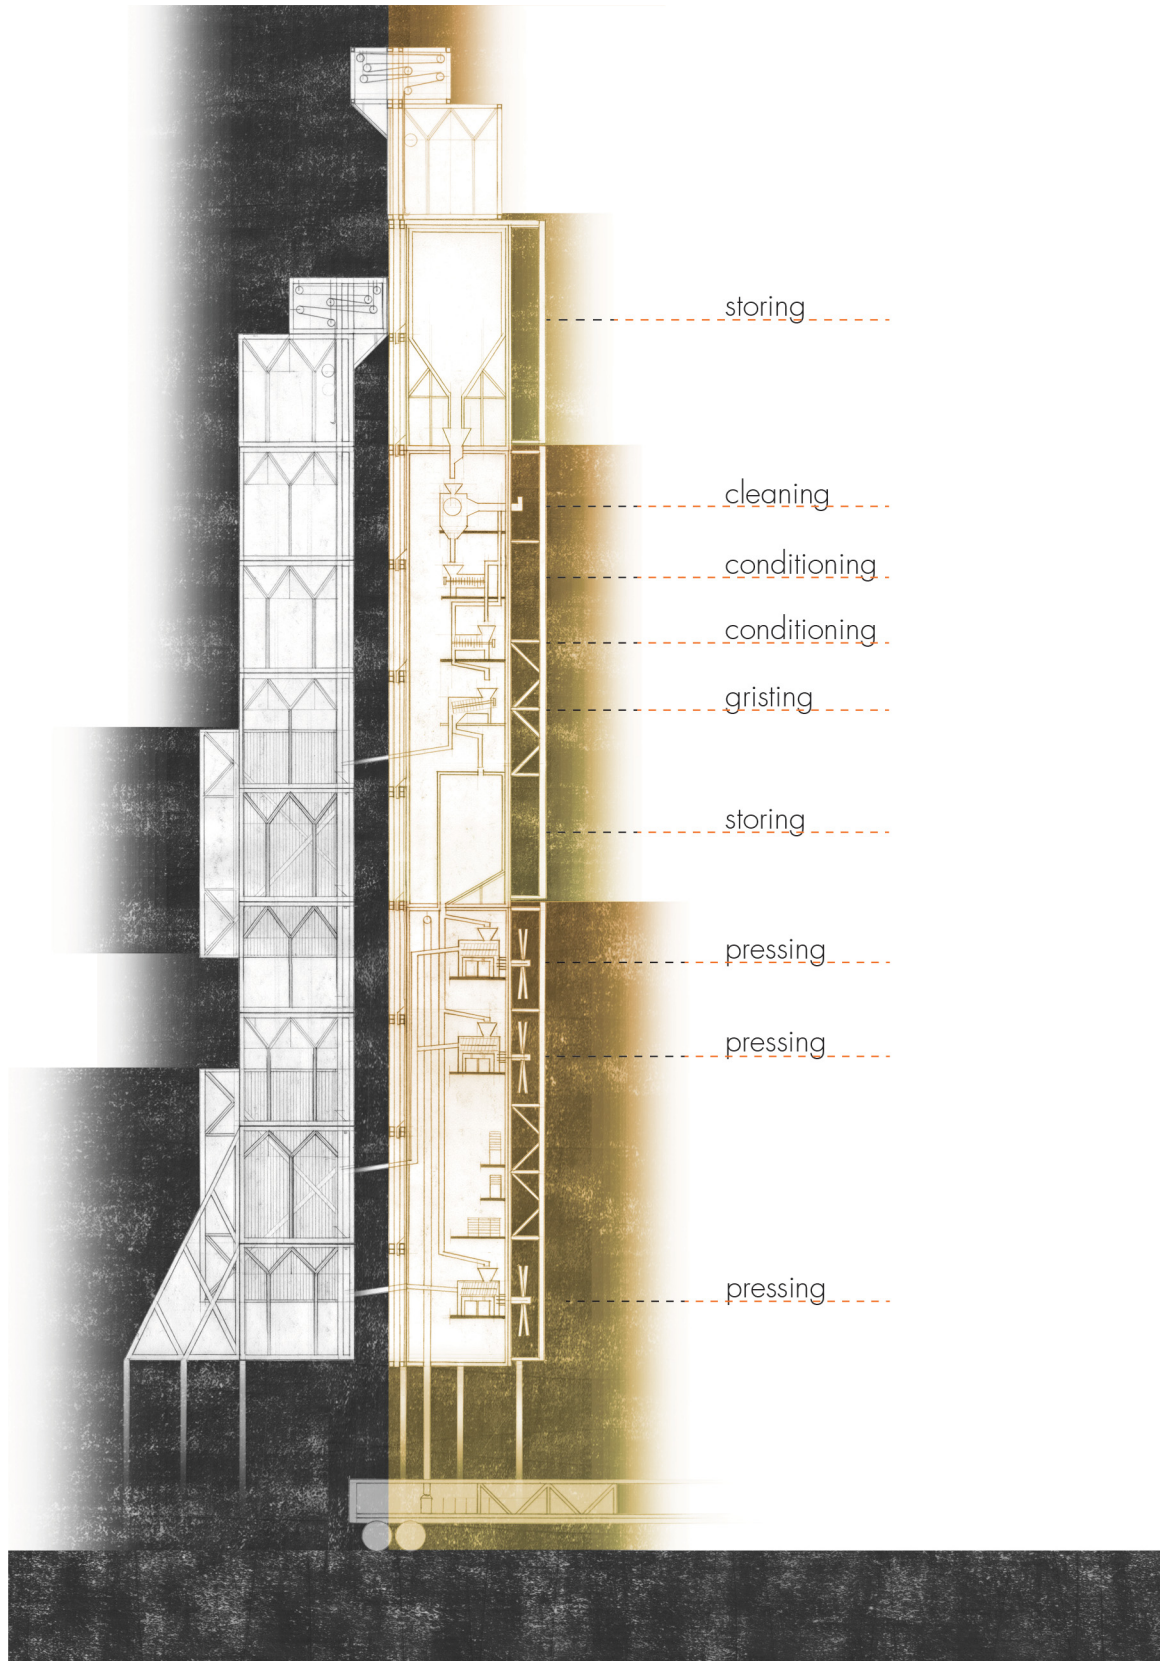 storing
cleaning
conditioning
conditioning
gristing
storing
pressing
pressing
pressing